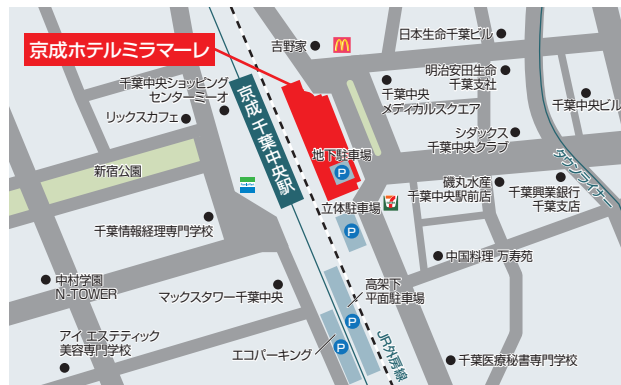 京成ホテルミラマーレ
吉野家
M
日本生命千葉ビル
明治安田生命
千葉支社
千葉中央ショッピング
センターミーオ
リックスカフェ
京成 千葉中央駅
千葉中央
メディカルスクエア
千葉中央ビル
シダックス
千葉中央クラブ
タウンライナー
地下駐車場
P
新宿公園
立体駐車場
7
P
磯丸水産
千葉中央駅前店
千葉興業銀行
千葉支店
千葉情報経理専門学校
中国料理 万寿苑
中村学園
N-TOWER
マックスタワー千葉中央
高架下
平面駐車場
P
P
JR外房線
アイ エステティック
美容専門学校
エコパーキング
千葉医療秘書専門学校